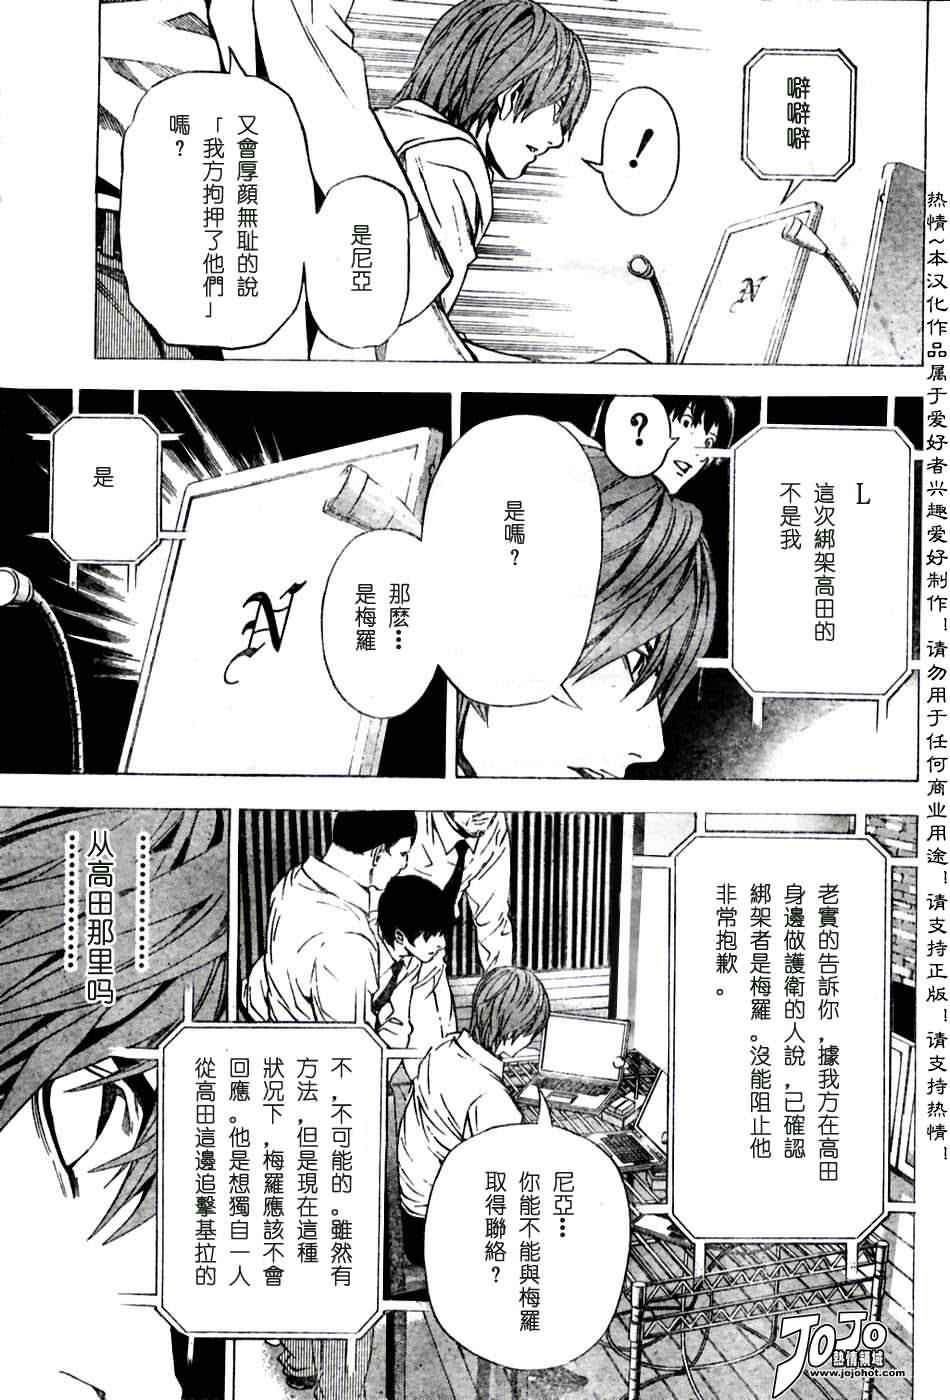 噼噼噼
！
是尼亞
又會厚顏無耻的說
「我方拘押了他們」
嗎？
L
這次綁架高田的
不是我
？
是嗎？
那麽…
是梅羅
是
老實的告訴你,據我方在高田
身邊做護衛的人說,已確認
綁架者是梅羅。沒能阻止他
非常抱歉。
尼亞…
你能不能與梅羅
取得聯絡？
不,不可能的。雖然有
方法,但是現在這種
狀况下,梅羅應該不會
回應。他是想獨自一人
從高田這邊追擊基拉的
………………
从高田那里吗
………………
热情~本汉化作品属于爱好者兴趣爱好制作!请勿用于任何商业用途!请支持正版!请支持热情!
JOJO
热情領域
www.jojohot.com